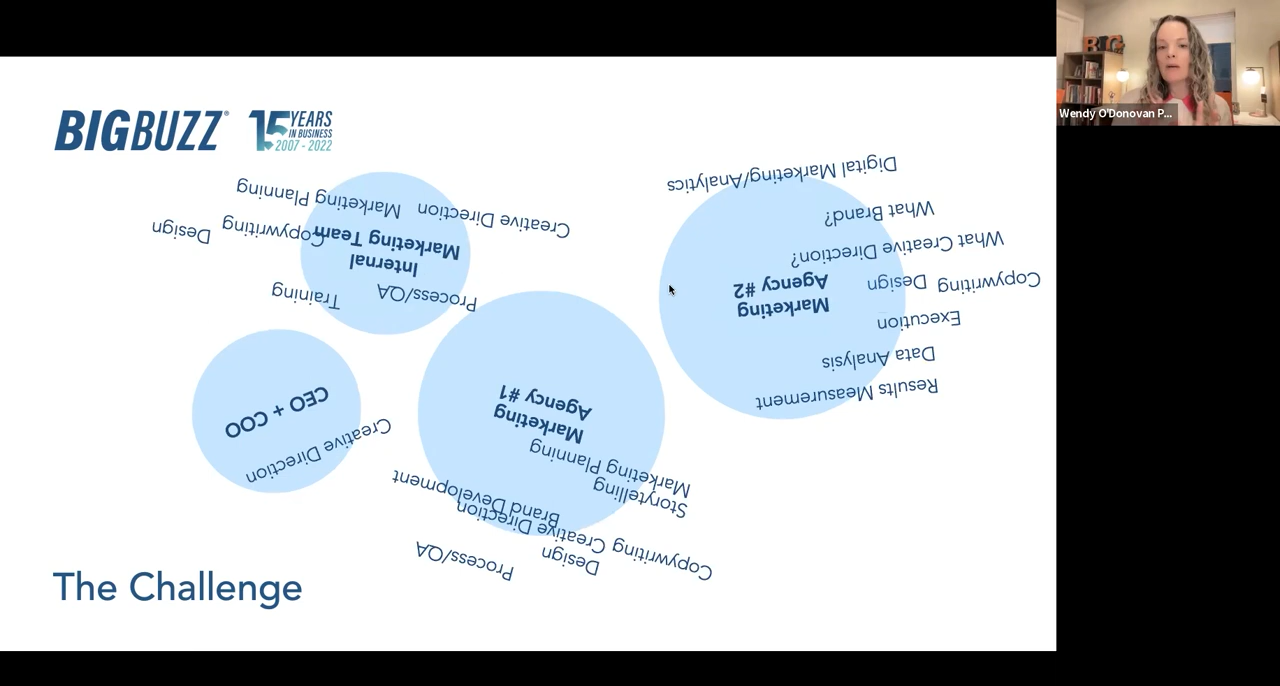 BIGBUZZ®
15 YEARS
IN BUSINESS
2007 - 2022
BIG
Wendy O'Donovan P...
Digital Marketing/Analytics
What Brand?
What Creative Direction?
Copywriting
Design
Marketing
Agency #2
Execution
Data Analysis
Results Measurement
Marketing Planning
Creative Direction
Design
Copywriting
Internal
Marketing Team
Training
Process/QA
CEO + COO
Creative Direction
Marketing
Agency #1
Marketing Planning
Storytelling
Brand Development
Creative Direction
Copywriting
Design
Process/QA
The Challenge